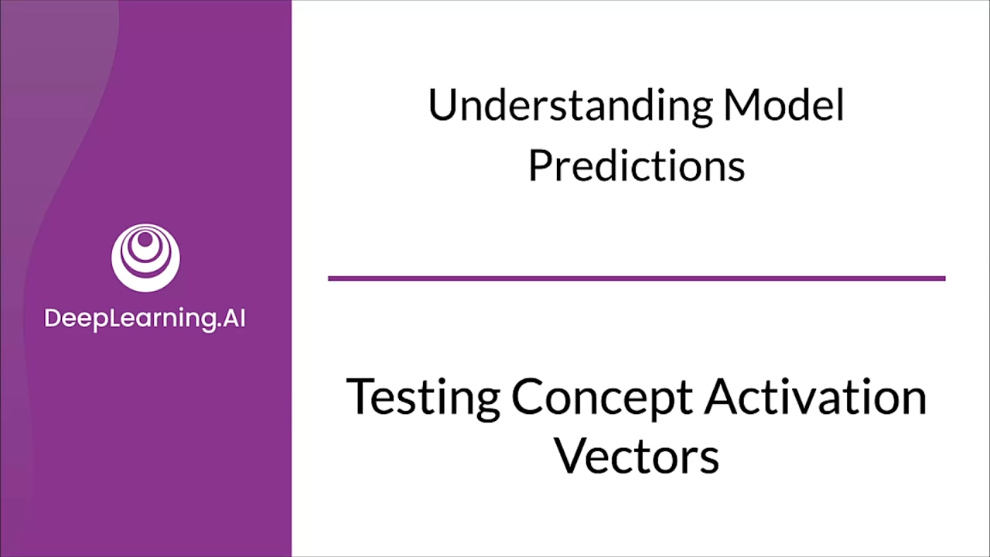 DeepLearning.AI
Understanding Model
Predictions
Testing Concept Activation
Vectors